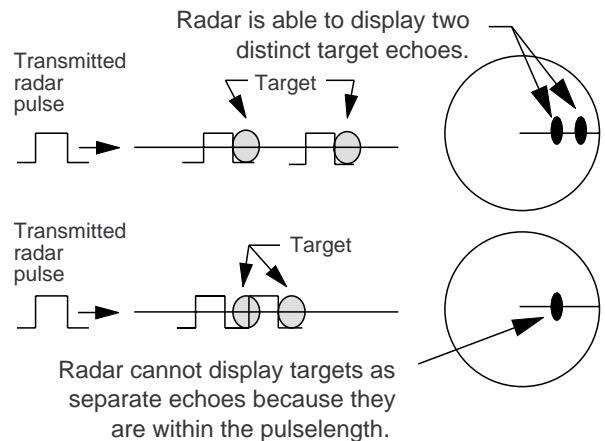 Radar is able to display two
distinct target echoes.
Transmitted
radar
pulse
Target
Transmitted
radar
pulse
Target
Radar cannot display targets as
separate echoes because they
are within the pulselength.